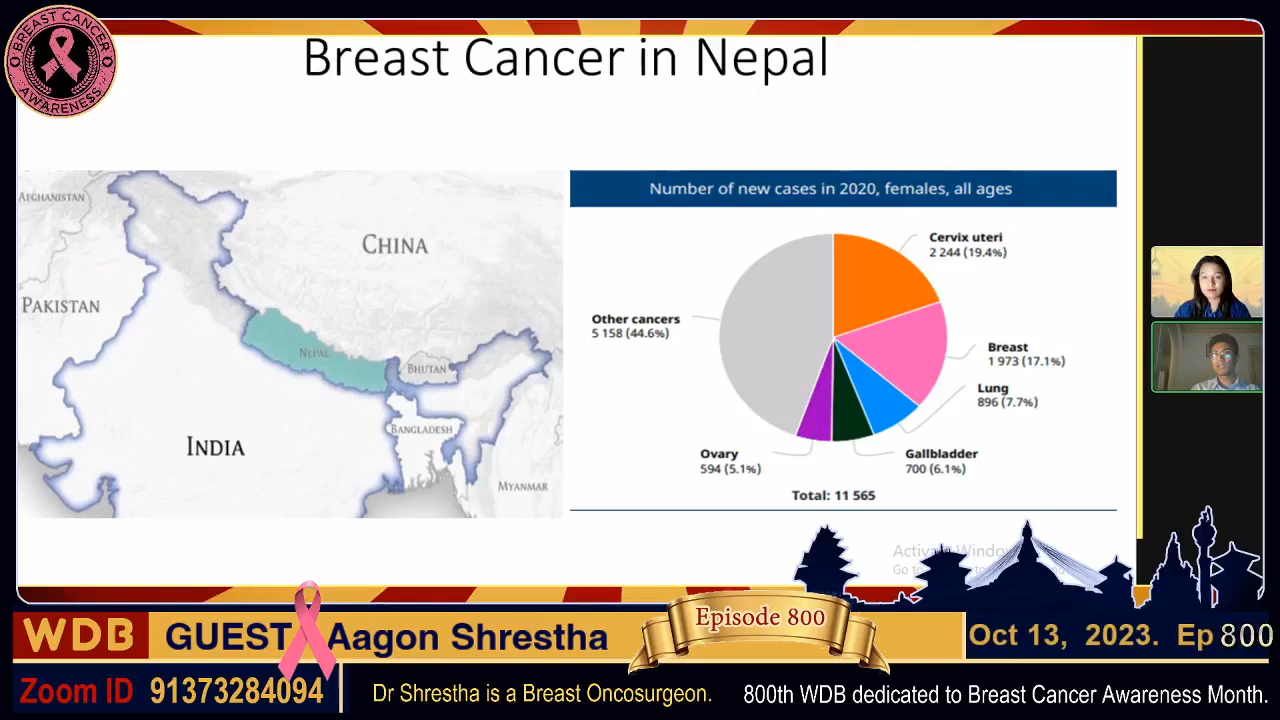 BREAST CANCER
AWARENESS
Breast Cancer in Nepal
AFGHANISTAN
CHINA
PAKISTAN
NEPAL
BHUTAN
INDIA
BANGLADESH
MYANMAR
Number of new cases in 2020, females, all ages
Cervix uteri
2 244 (19.4%)
Other cancers
5 158 (44.6%)
Breast
1 973 (17.1%)
Lung
896 (7.7%)
Ovary
594 (5.1%)
Gallbladder
700 (6.1%)
Total: 11 565
Go to
Episode 800
WDB GUEST Aagon Shrestha
Oct 13, 2023. Ep 800
Zoom ID 91373284094
Dr Shrestha is a Breast Oncosurgeon.
800th WDB dedicated to Breast Cancer Awareness Month.